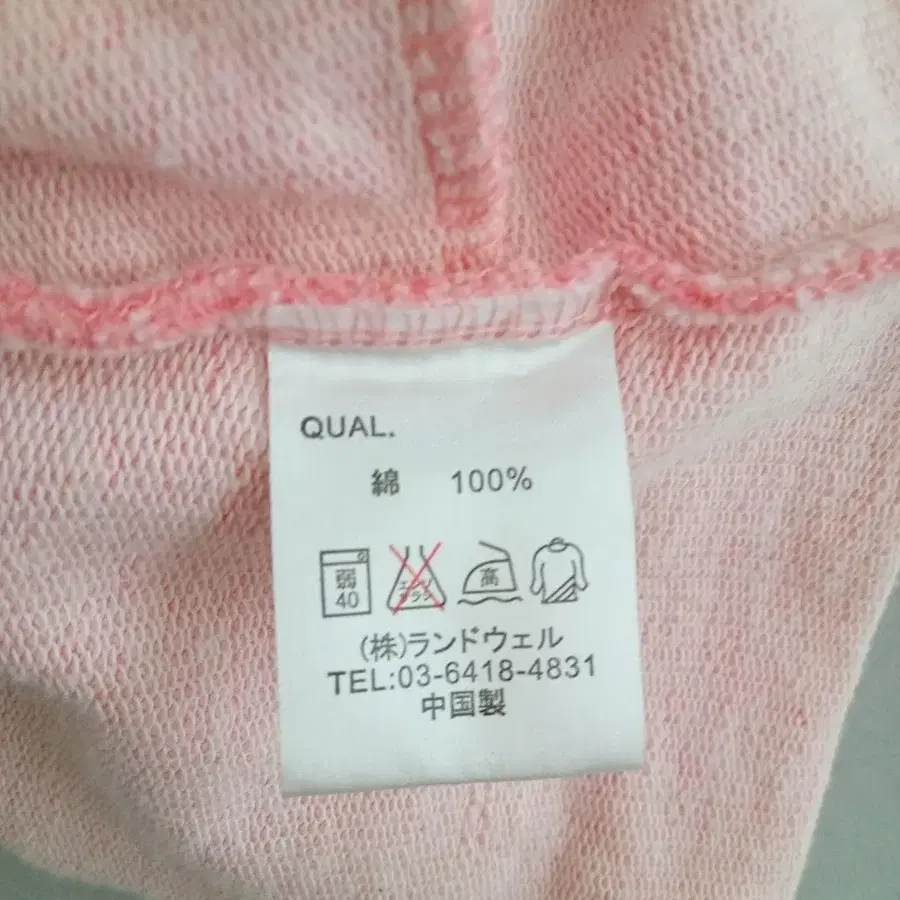 QUAL.
綿 100%
弱 高
40
(株)ランドウェル
TEL:03-6418-4831
中国製